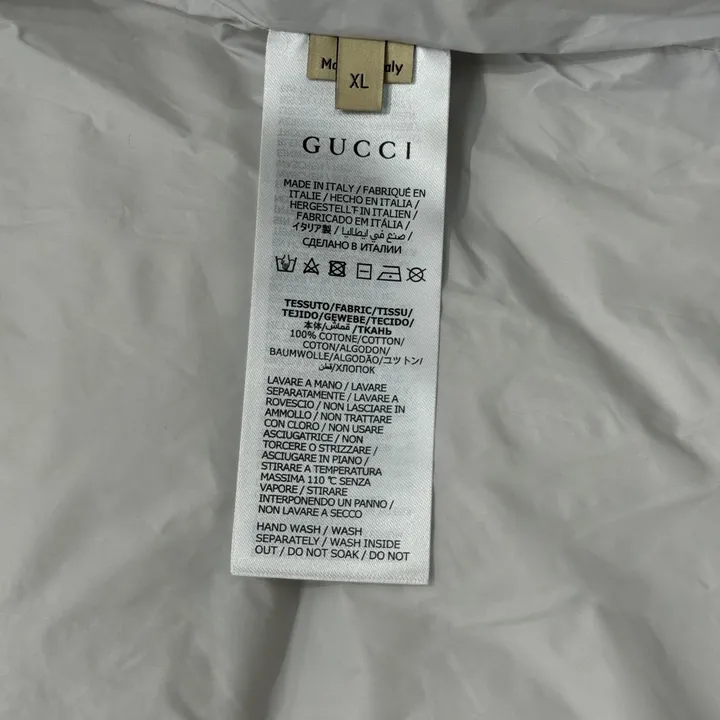 Ma aly
XL
GUCCI
MADE IN ITALY / FABRIQUÉ EN
ITALIE / HECHO EN ITALIA /
HERGESTELLT IN ITALIEN /
FABRICADO EM ITÁLIA /
イタリア製 / صنع في ايطاليا /
СДЕЛАНО В ИТАЛИИ
TESSUTO/FABRIC/TISSU/
TEJIDO/GEWEBE/TECIDO/
本体/قماش/ТКАНЬ
100% COTONE/COTTON/
COTON/ALGODON/
BAUMWOLLE/ALGODÃO/コットン/
قطن/ХЛОПОК
LAVARE A MANO / LAVARE
SEPARATAMENTE / LAVARE A
ROVESCIO / NON LASCIARE IN
AMMOLLO / NON TRATTARE
CON CLORO / NON USARE
ASCIUGATRICE / NON
TORCERE O STRIZZARE /
ASCIUGARE IN PIANO /
STIRARE A TEMPERATURA
MASSIMA 110 ℃ SENZA
VAPORE / STIRARE
INTERPONENDO UN PANNO /
NON LAVARE A SECCO
HAND WASH / WASH
SEPARATELY / WASH INSIDE
OUT / DO NOT SOAK / DO NOT